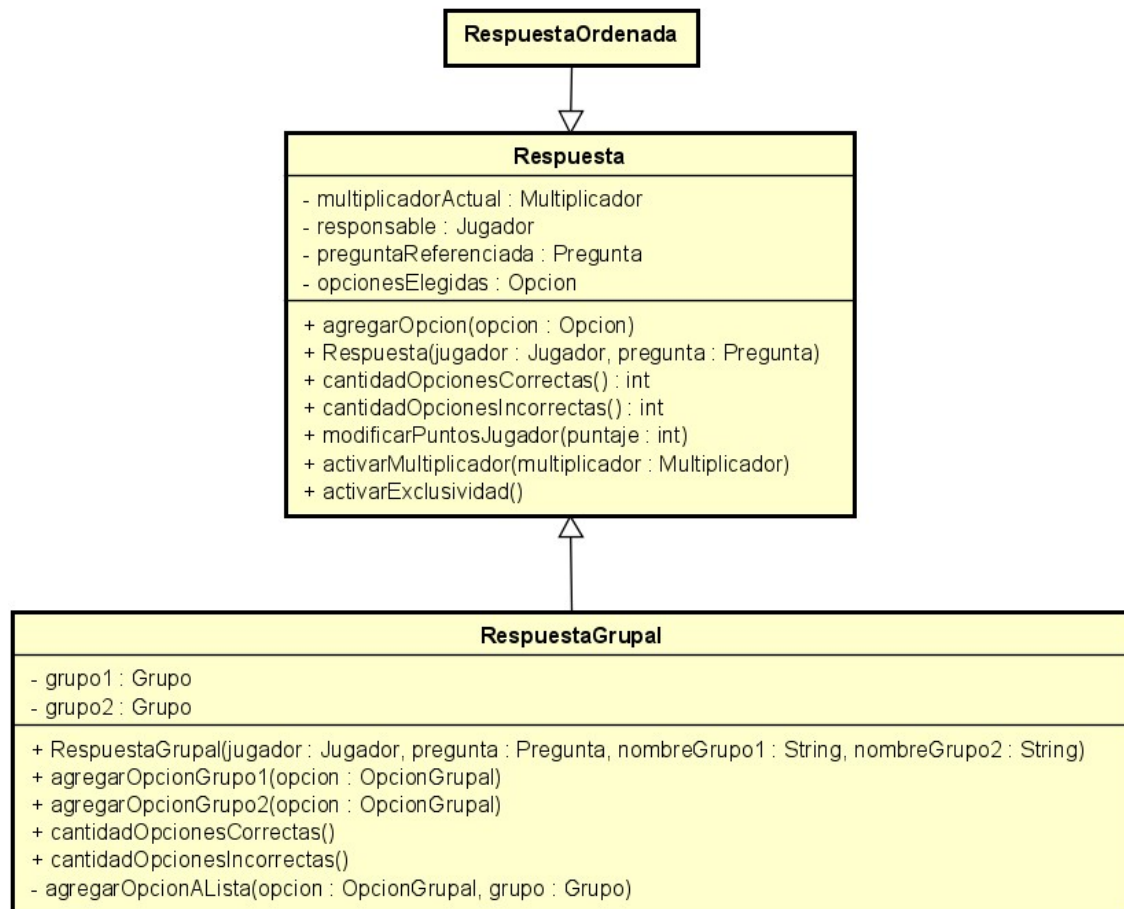 RespuestaOrdenada
Respuesta
- multiplicadorActual : Multiplicador
- responsable : Jugador
- preguntaReferenciada : Pregunta
- opcionesElegidas : Opcion
+ agregarOpcion(opcion : Opcion)
+ Respuesta(jugador : Jugador, pregunta : Pregunta)
+ cantidadOpcionesCorrectas() : int
+ cantidadOpcionesIncorrectas() : int
+ modificarPuntosJugador(puntaje : int)
+ activarMultiplicador(multiplicador : Multiplicador)
+ activarExclusividad()
RespuestaGrupal
- grupo1 : Grupo
- grupo2 : Grupo
+ RespuestaGrupal(jugador : Jugador, pregunta : Pregunta, nombreGrupo1 : String, nombreGrupo2 : String)
+ agregarOpcionGrupo1(opcion : OpcionGrupal)
+ agregarOpcionGrupo2(opcion : OpcionGrupal)
+ cantidadOpcionesCorrectas()
+ cantidadOpcionesIncorrectas()
- agregarOpcionALista(opcion : OpcionGrupal, grupo : Grupo)